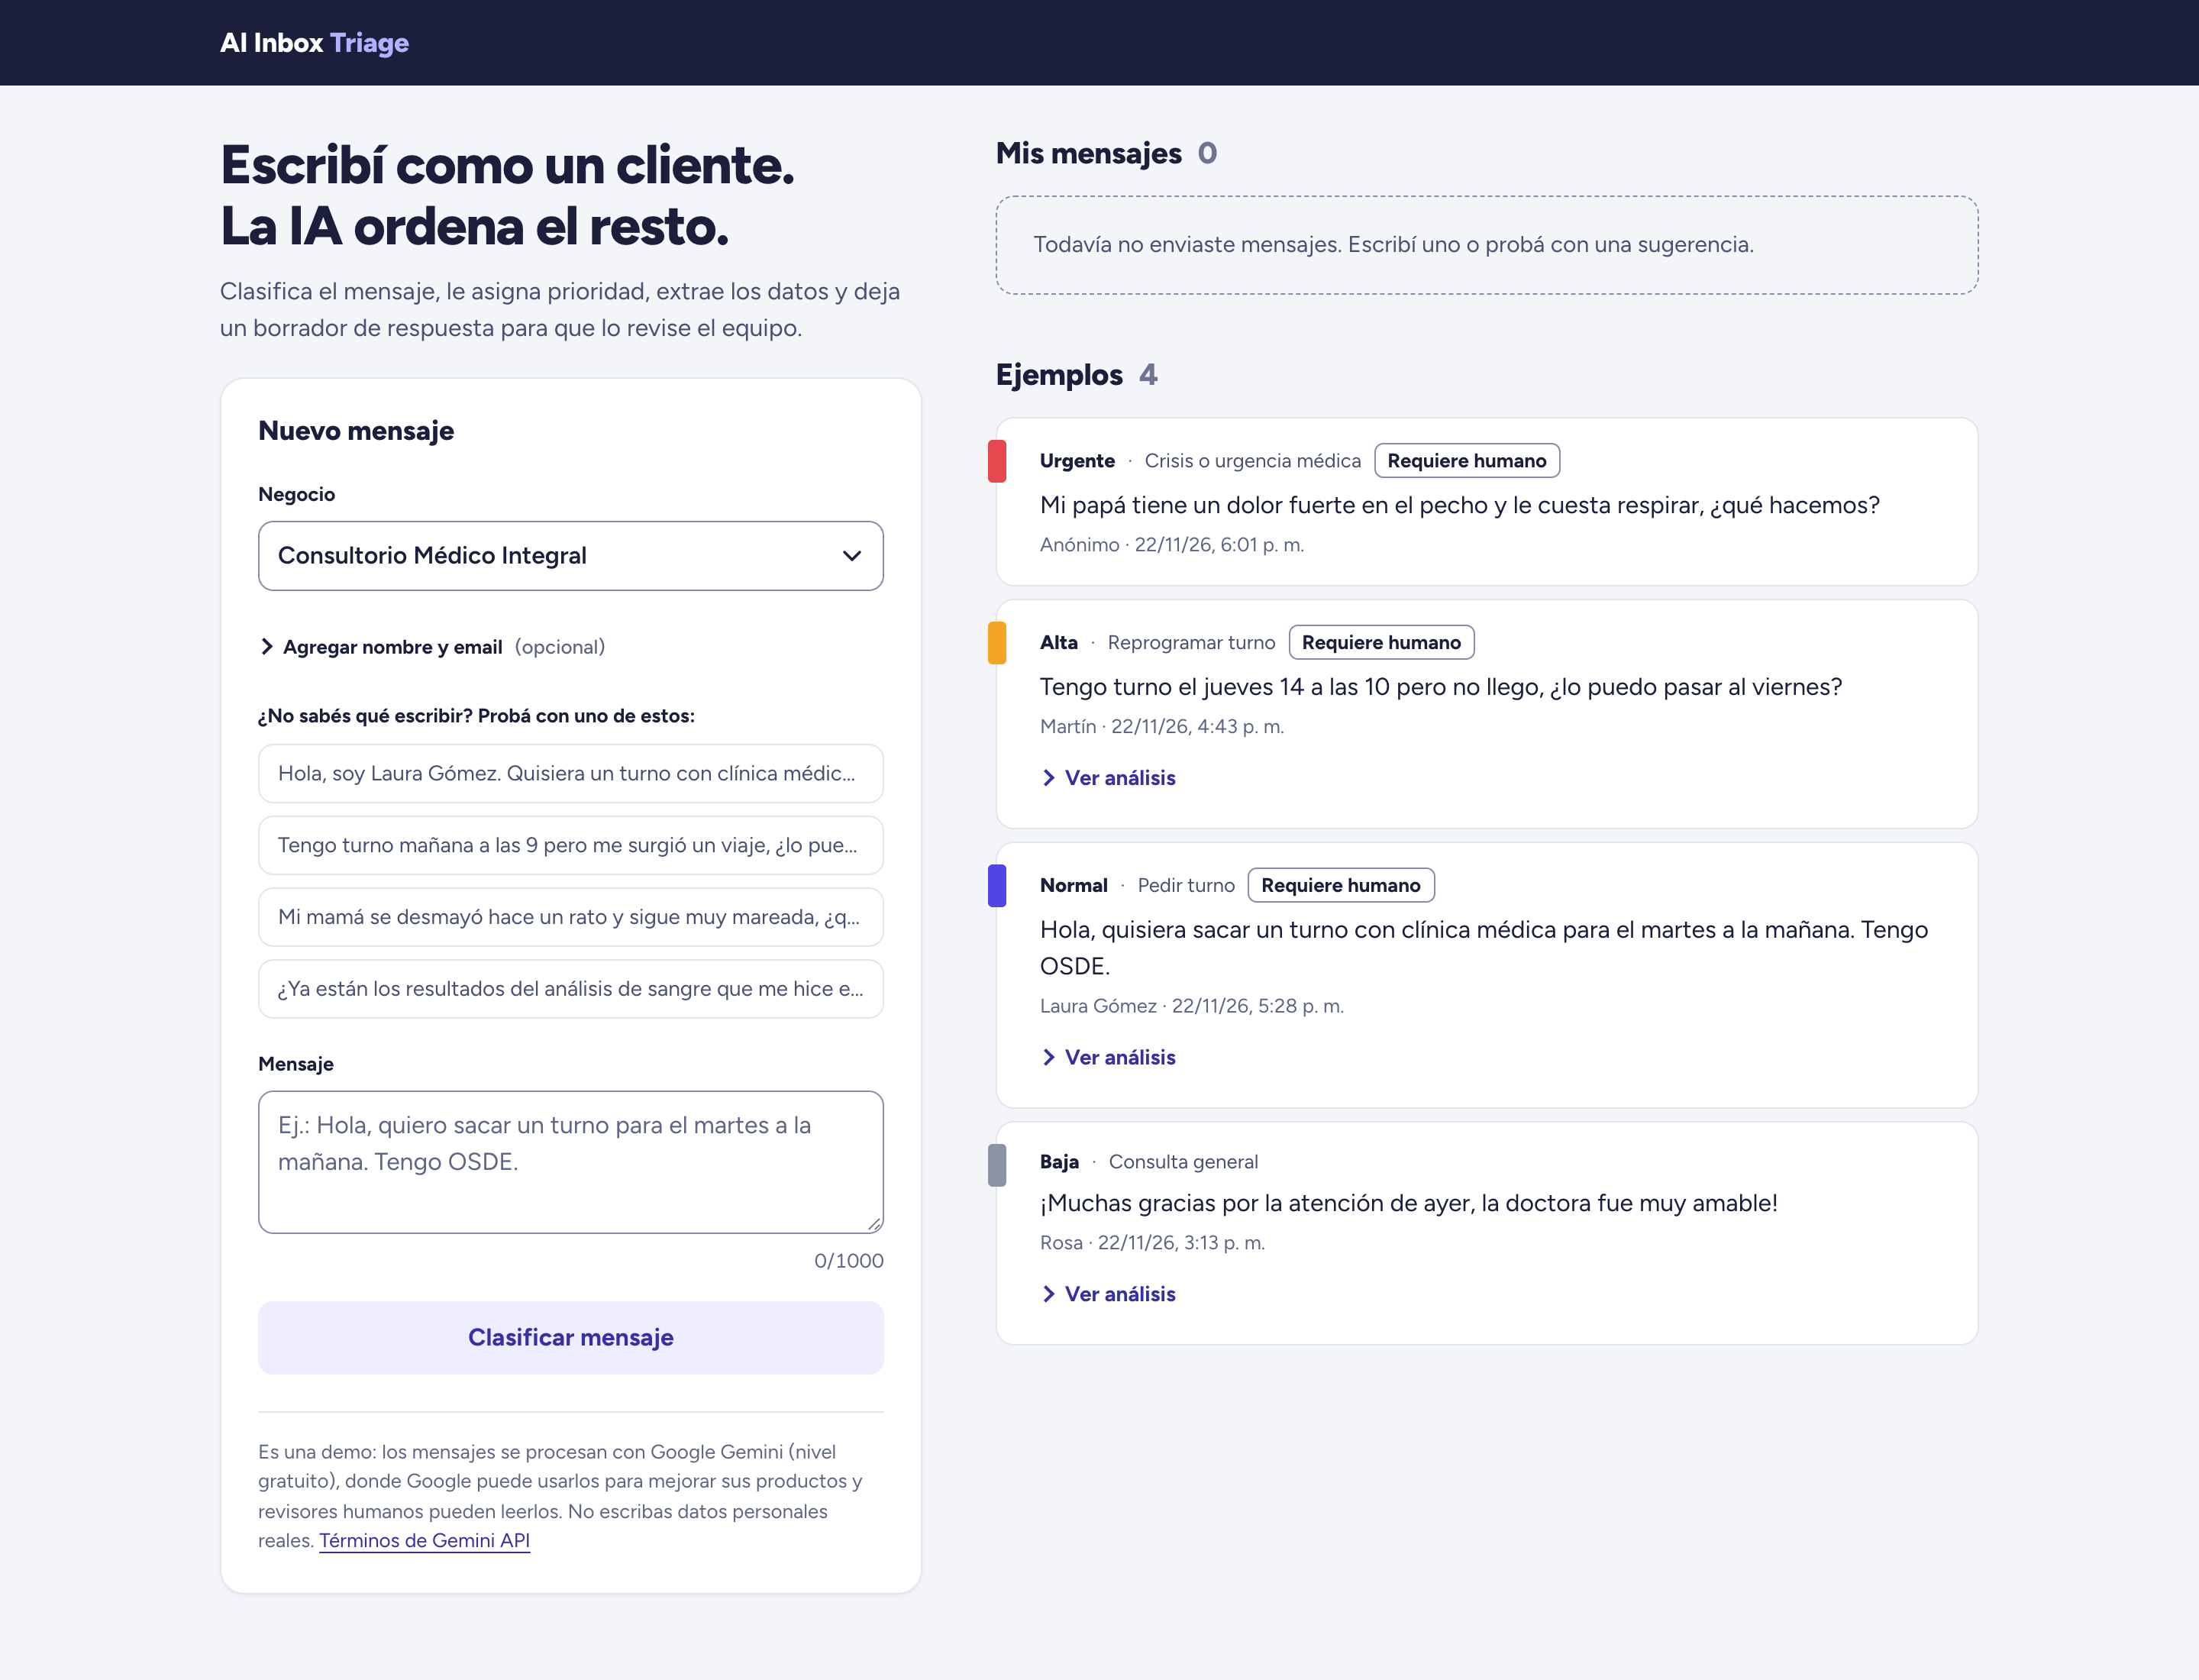 AI Inbox Triage
Escribí como un cliente.
La IA ordena el resto.
Clasifica el mensaje, le asigna prioridad, extrae los datos y deja
un borrador de respuesta para que lo revise el equipo.
Nuevo mensaje
Negocio
Consultorio Médico Integral
Agregar nombre y email (opcional)
¿No sabés qué escribir? Probá con uno de estos:
Hola, soy Laura Gómez. Quisiera un turno con clínica médic...
Tengo turno mañana a las 9 pero me surgió un viaje, ¿lo pue...
Mi mamá se desmayó hace un rato y sigue muy mareada, ¿q...
¿Ya están los resultados del análisis de sangre que me hice e...
Mensaje
Ej.: Hola, quiero sacar un turno para el martes a la
mañana. Tengo OSDE.
0/1000
Clasificar mensaje
Es una demo: los mensajes se procesan con Google Gemini (nivel
gratuito), donde Google puede usarlos para mejorar sus productos y
revisores humanos pueden leerlos. No escribas datos personales
reales. Términos de Gemini API
Mis mensajes 0
Todavía no enviaste mensajes. Escribí uno o probá con una sugerencia.
Ejemplos 4
Urgente · Crisis o urgencia médica Requiere humano
Mi papá tiene un dolor fuerte en el pecho y le cuesta respirar, ¿qué hacemos?
Anónimo · 22/11/26, 6:01 p. m.
Alta · Reprogramar turno Requiere humano
Tengo turno el jueves 14 a las 10 pero no llego, ¿lo puedo pasar al viernes?
Martín · 22/11/26, 4:43 p. m.
Ver análisis
Normal · Pedir turno Requiere humano
Hola, quisiera sacar un turno con clínica médica para el martes a la mañana. Tengo
OSDE.
Laura Gómez · 22/11/26, 5:28 p. m.
Ver análisis
Baja · Consulta general
¡Muchas gracias por la atención de ayer, la doctora fue muy amable!
Rosa · 22/11/26, 3:13 p. m.
Ver análisis